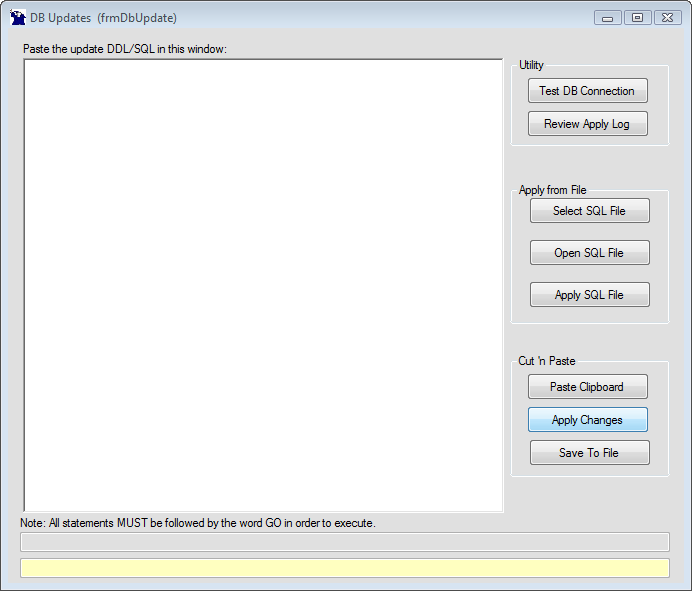 DB Updates  (frmDbUpdate)
Paste the update DDL/SQL in this window:
Utility
Test DB Connection
Review Apply Log
Apply from File
Select SQL File
Open SQL File
Apply SQL File
Cut 'n Paste
Paste Clipboard
Apply Changes
Save To File
Note: All statements MUST be followed by the word GO in order to execute.